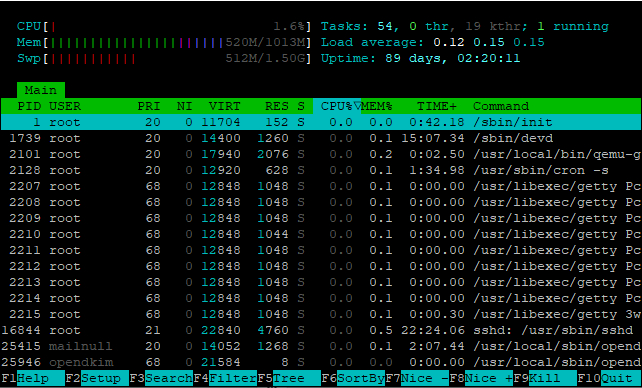 CPU[| 1.6%] Tasks: 54, 0 thr, 19 kthr; 1 running
Mem[||||||||||||||||||||||520M/1013M] Load average: 0.12 0.15 0.15
Swp[||||||||||| 512M/1.50G] Uptime: 89 days, 02:20:11
Main
PID USER PRI NI VIRT RES S CPU%▽MEM% TIME+ Command
1 root 20 0 11704 152 S 0.0 0.0 0:42.18 /sbin/init
1739 root 20 0 14400 1260 S 0.0 0.1 15:07.34 /sbin/devd
2101 root 20 0 17940 2076 S 0.0 0.2 0:02.50 /usr/local/bin/qemu-g
2128 root 20 0 12920 628 S 0.0 0.1 1:34.98 /usr/sbin/cron -s
2207 root 68 0 12848 1048 S 0.0 0.1 0:00.00 /usr/libexec/getty Pc
2208 root 68 0 12848 1048 S 0.0 0.1 0:00.00 /usr/libexec/getty Pc
2209 root 68 0 12848 1048 S 0.0 0.1 0:00.00 /usr/libexec/getty Pc
2210 root 68 0 12848 1044 S 0.0 0.1 0:00.00 /usr/libexec/getty Pc
2211 root 68 0 12848 1048 S 0.0 0.1 0:00.00 /usr/libexec/getty Pc
2212 root 68 0 12848 1048 S 0.0 0.1 0:00.00 /usr/libexec/getty Pc
2213 root 68 0 12848 1048 S 0.0 0.1 0:00.00 /usr/libexec/getty Pc
2214 root 68 0 12848 1048 S 0.0 0.1 0:00.00 /usr/libexec/getty Pc
2215 root 68 0 12848 1048 S 0.0 0.1 0:00.30 /usr/libexec/getty 3w
16844 root 21 0 22840 4760 S 0.0 0.5 22:24.06 sshd: /usr/sbin/sshd
25415 mailnull 20 0 14052 1268 S 0.0 0.1 2:07.44 /usr/local/sbin/opend
25946 opendkim 68 0 21584 8 S 0.0 0.0 0:00.00 /usr/local/sbin/opend
F1Help F2Setup F3SearchF4FilterF5Tree F6SortByF7Nice -F8Nice +F9Kill F10Quit